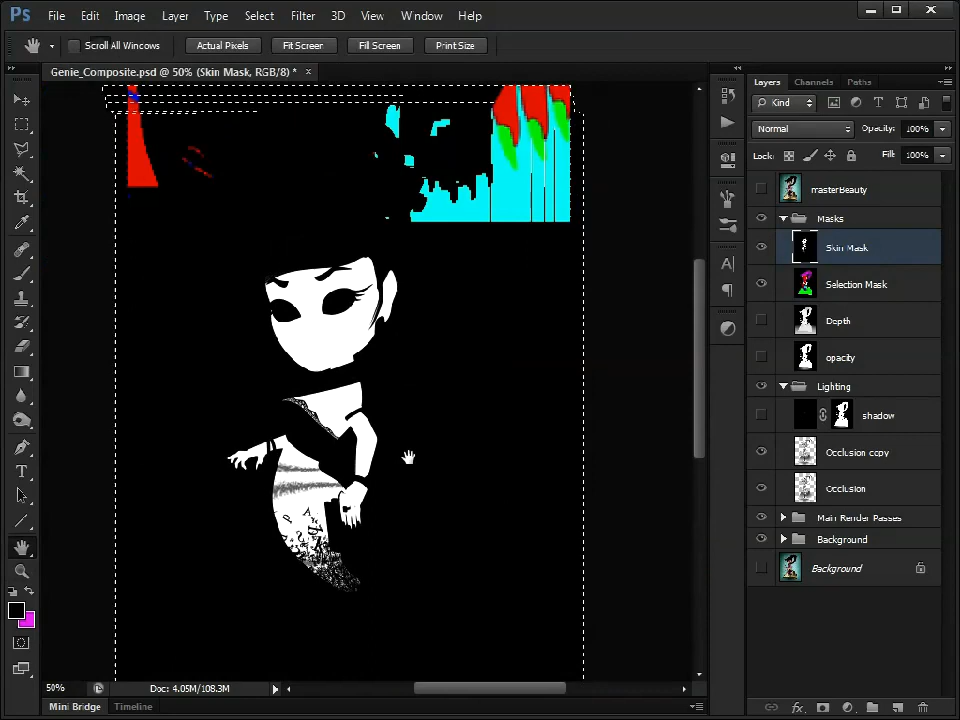 Ps File Edit Image Layer Type Select Filter 3D View Window Help
Scroll All Windows Actual Pixels Fit Screen Fill Screen Print Size
Genie_Composite.psd @ 50% (Skin Mask, RGB/8) * ×
Layers Channels Paths
Kind
Normal Opacity: 100%
Lock: Fill: 100%
masterBeauty
Masks
Skin Mask
Selection Mask
Depth
opacity
Lighting
shadow
Occlusion copy
Occlusion
Main Render Passes
Background
Background
50% Doc: 4.05M/108.3M
Mini Bridge Timeline